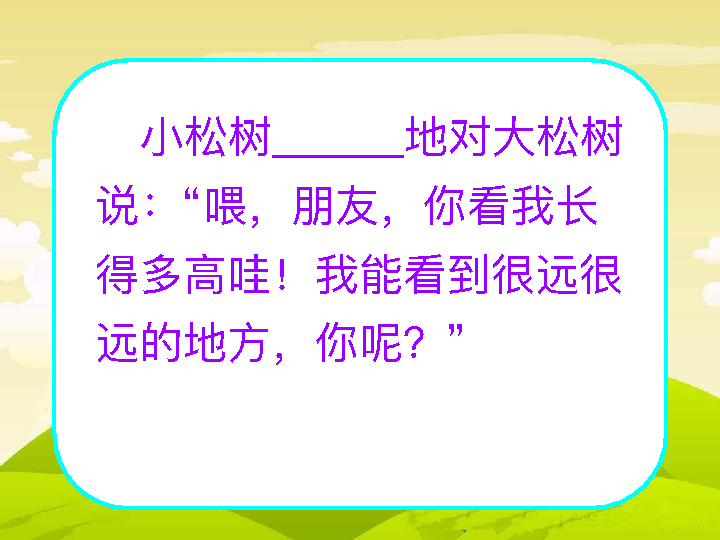 小松树______地对大松树
说：“喂，朋友，你看我长
得多高哇！我能看到很远很
远的地方，你呢？”